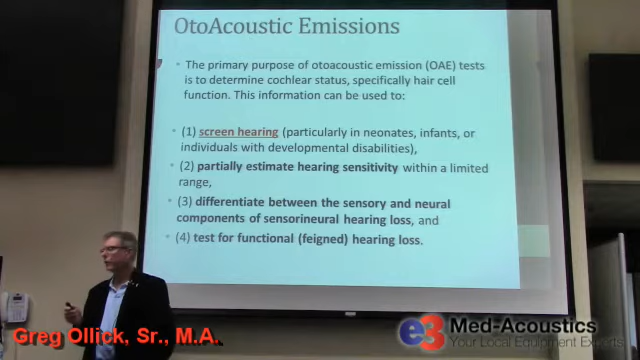 OtoAcoustic Emissions
• The primary purpose of otoacoustic emission (OAE) tests
is to determine cochlear status, specifically hair cell
function. This information can be used to:
• (1) screen hearing (particularly in neonates, infants, or
individuals with developmental disabilities),
• (2) partially estimate hearing sensitivity within a limited
range,
• (3) differentiate between the sensory and neural
components of sensorineural hearing loss, and
• (4) test for functional (feigned) hearing loss.
Greg Ollick, Sr., M.A.
e3 Med-Acoustics
Your Local Equipment Experts